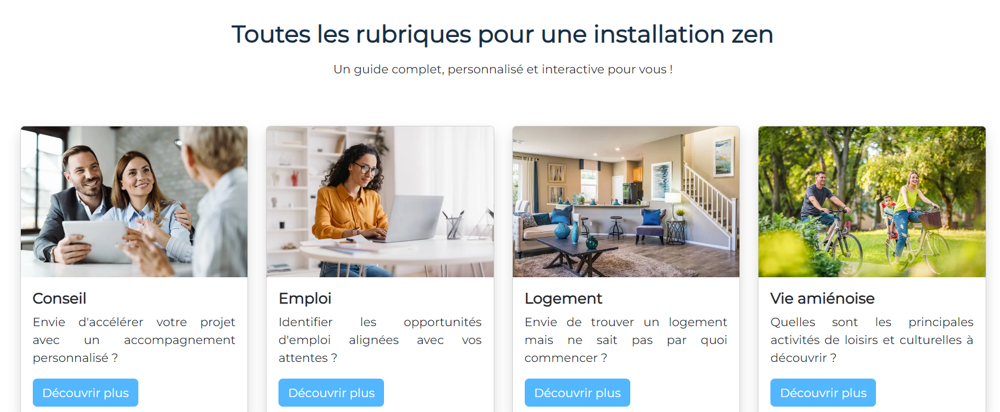 Toutes les rubriques pour une installation zen
Un guide complet, personnalisé et interactive pour vous !
Conseil
Envie d'accélérer votre projet
avec un accompagnement
personnalisé ?
Découvrir plus
Emploi
Identifier les opportunités
d'emploi alignées avec vos
attentes ?
Découvrir plus
Logement
Envie de trouver un logement
mais ne sait pas par quoi
commencer ?
Découvrir plus
Vie amiénoise
Quelles sont les principales
activités de loisirs et culturelles à
découvrir ?
Découvrir plus